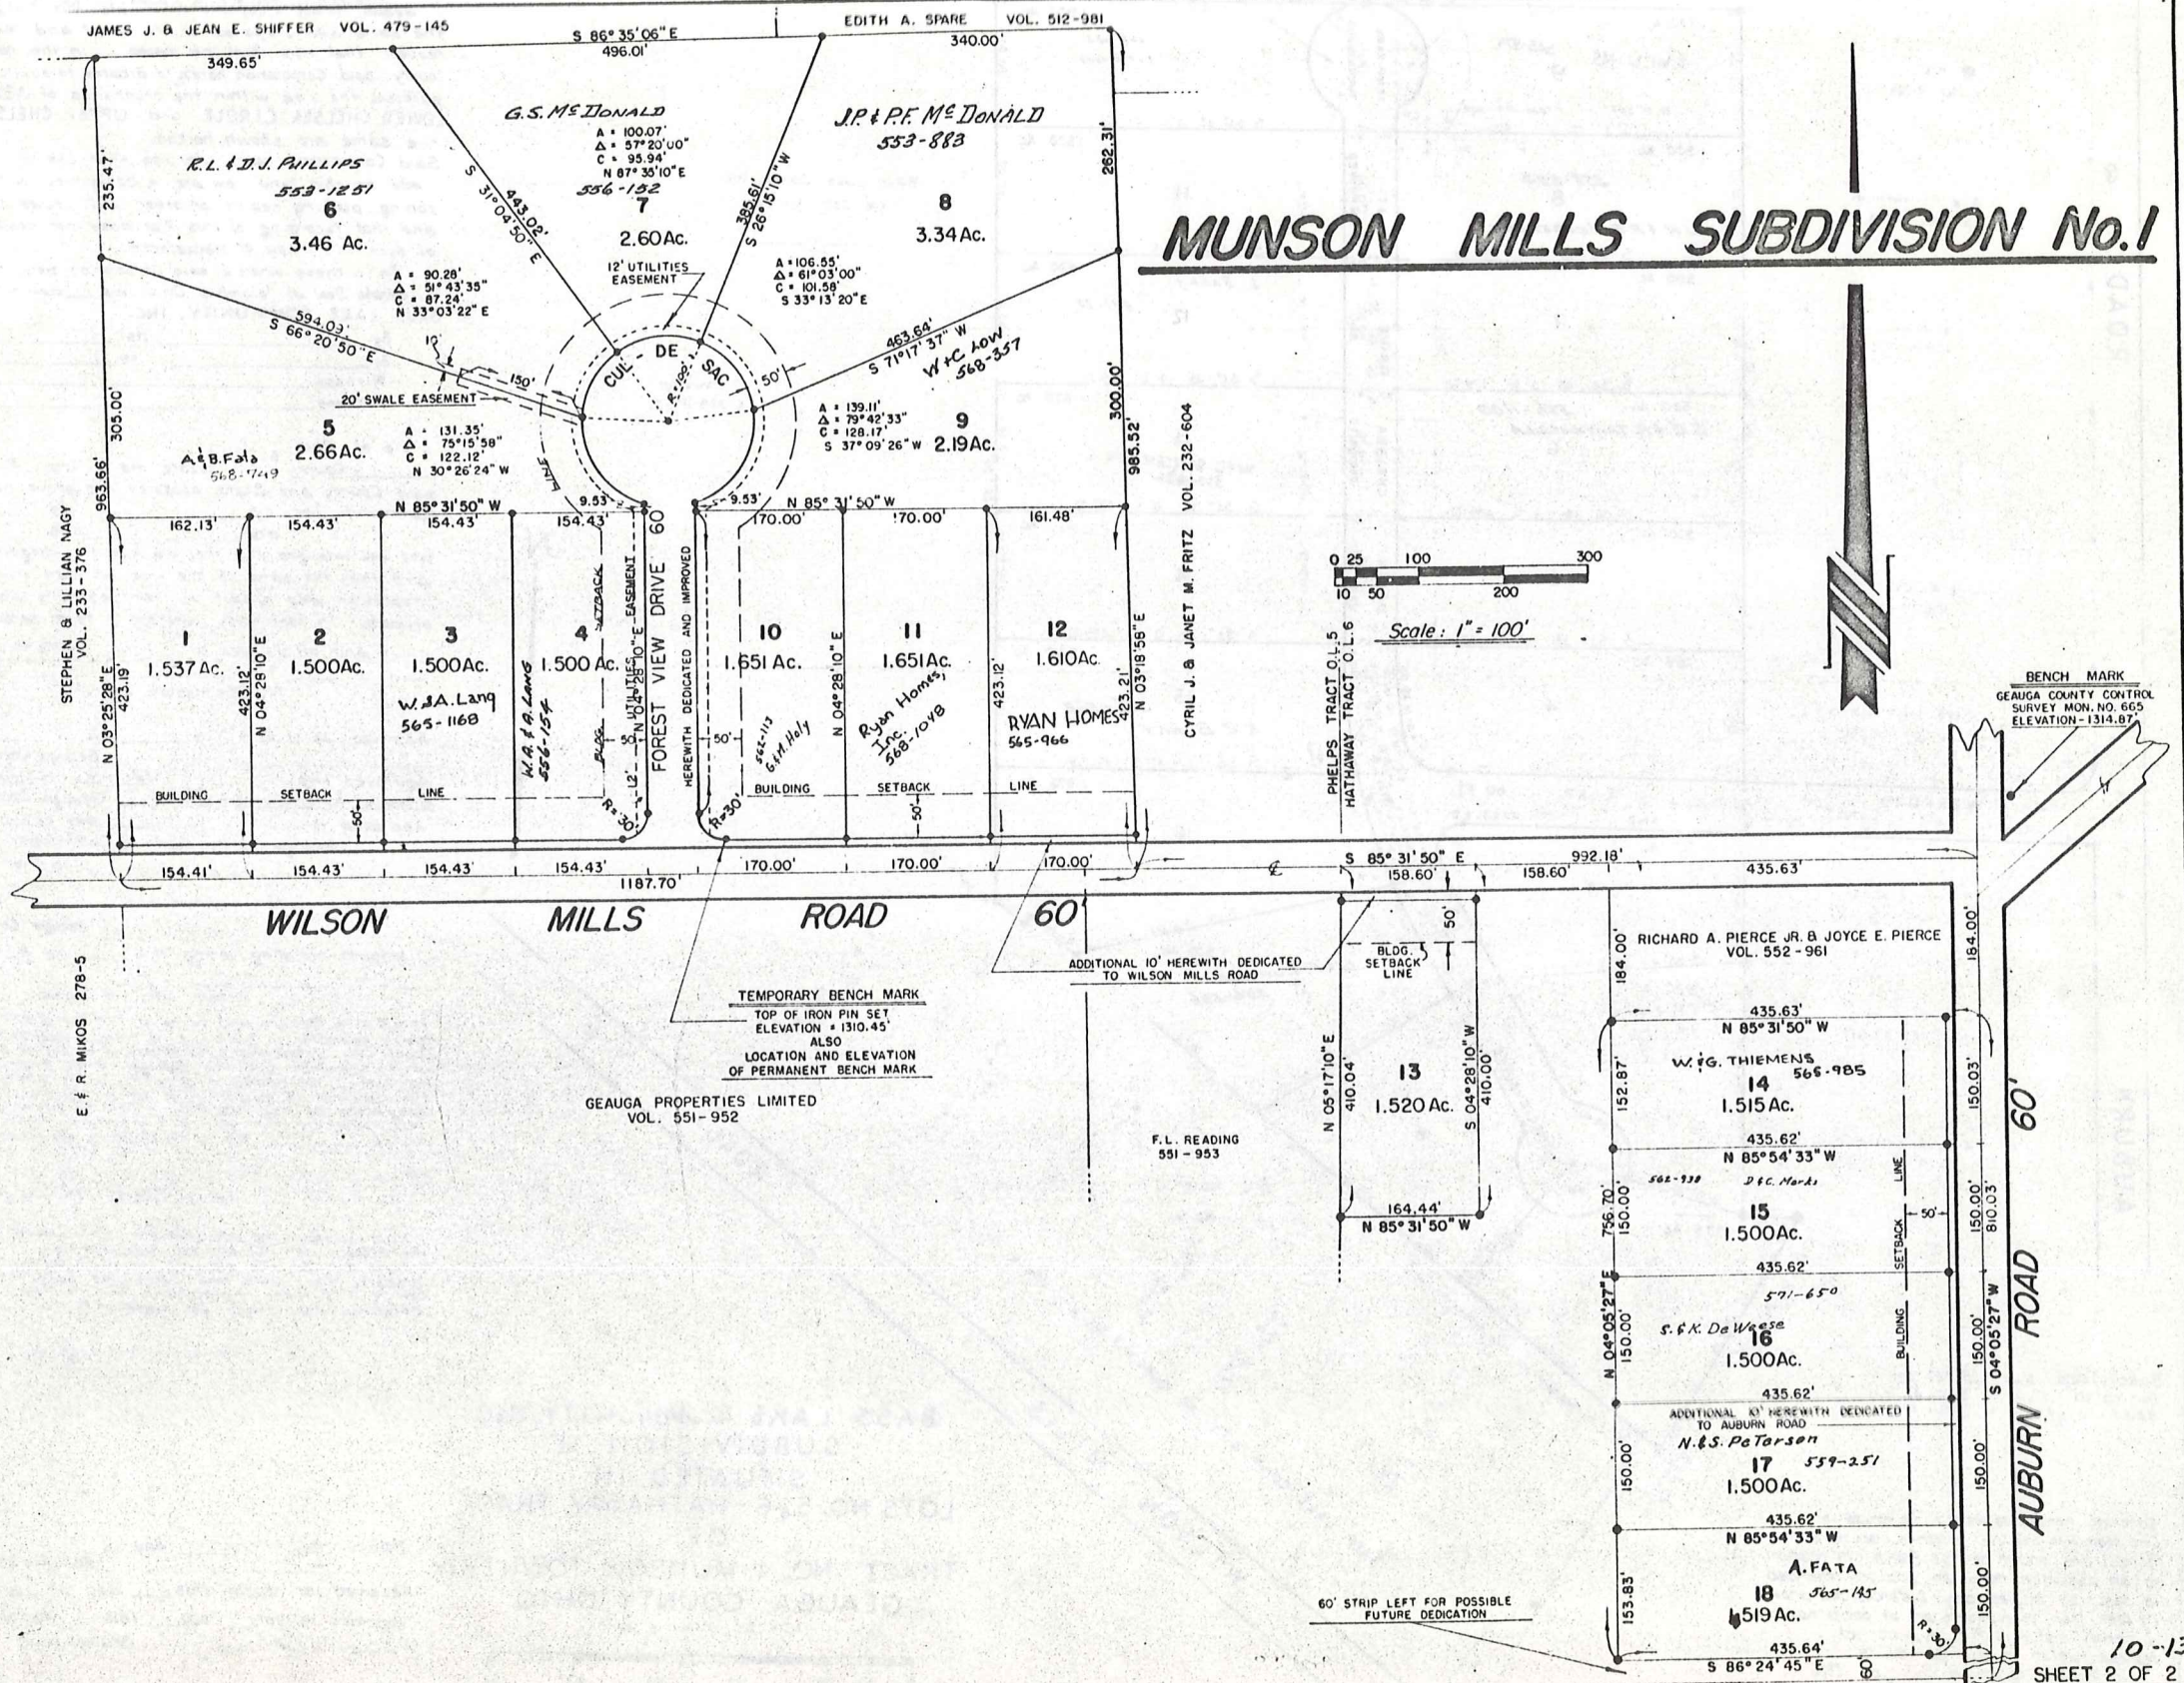 JAMES J. & JEAN E. SHIFFER VOL. 479-145
EDITH A. SPARE VOL. 512-981
S 86° 35' 06" E
349.65'
496.01'
340.00'
235.47'
R.L. & D.J. PHILLIPS
553-1251
6
3.46 Ac.
A = 90.28'
Δ = 51° 43' 35"
C = 87.24'
N 33° 03' 22" E
S 31° 04' 50" E
443.02'
G.S. McDONALD
A = 100.07'
Δ = 57° 20' 00"
C = 95.94'
N 87° 35' 10" E
556-152
7
2.60 Ac.
12' UTILITIES
EASEMENT
385.61'
S 26° 15' 10" W
J.P. & P.F. McDONALD
553-883
8
3.34 Ac.
A = 106.55'
Δ = 61° 03' 00"
C = 101.58'
S 33° 13' 20" E
262.31'
MUNSON MILLS SUBDIVISION No.1
594.09'
S 66° 20' 50" E
10'
150'
20' SWALE EASEMENT
CUL - DE SAC
50'
463.64'
S 71° 17' 37" W
W + C LOW
568-357
305.00'
5
2.66 Ac.
A & B. Fata
568-749
A = 131.35'
Δ = 75° 15' 58"
C = 122.12'
N 30° 26' 24" W
LINE
A = 139.11'
Δ = 79° 42' 33"
C = 128.17'
S 37° 09' 26" W
9
2.19 Ac.
300.00'
963.66'
985.52'
STEPHEN & LILLIAN NAGY
VOL. 233-376
CYRIL J. & JANET M. FRITZ VOL. 232-604
N 85° 31' 50" W
9.53'
9.53'
N 85° 31' 50" W
162.13'
154.43'
154.43'
154.43'
170.00'
170.00'
161.48'
N 03° 25' 28" E
423.19'
1
1.537 Ac.
423.12'
N 04° 28' 10" E
2
1.500 Ac.
3
1.500 Ac.
W. & A. Lang
565-1168
4
1.500 Ac.
W.A. & A. LANG
556-154
BLDG. SETBACK
UTILITIES EASEMENT
N 04° 28' 10" E
50'
12'
FOREST VIEW DRIVE 60
HEREWITH DEDICATED AND IMPROVED
50'
10
1.651 Ac.
562-113
G. & M. Holy
N 04° 28' 10" E
11
1.651 Ac.
Ryan Homes,
Inc.
568-1048
423.12'
12
1.610 Ac.
RYAN HOMES
565-966
423.21'
N 03° 18' 58" E
BUILDING SETBACK LINE
50'
R=30'
R=30'
BUILDING SETBACK LINE
50'
0 25 100 300
10 50 200
Scale: 1" = 100'
PHELPS TRACT O.L. 5
HATHAWAY TRACT O.L. 6
BENCH MARK
GEAUGA COUNTY CONTROL
SURVEY MON. NO. 665
ELEVATION - 1314.87'
154.41'
154.43'
154.43'
154.43'
170.00'
170.00'
170.00'
1187.70'
S 85° 31' 50" E
992.18'
158.60'
158.60'
435.63'
WILSON MILLS ROAD 60'
E. & R. MIKOS 278-5
ADDITIONAL 10' HEREWITH DEDICATED
TO WILSON MILLS ROAD
TEMPORARY BENCH MARK
TOP OF IRON PIN SET
ELEVATION = 1310.45'
ALSO
LOCATION AND ELEVATION
OF PERMANENT BENCH MARK
GEAUGA PROPERTIES LIMITED
VOL. 551-952
F.L. READING
551-953
50'
BLDG.
SETBACK
LINE
N 05° 17' 10" E
410.04'
13
1.520 Ac.
S 04° 28' 10" W
410.00'
164.44'
N 85° 31' 50" W
184.00'
RICHARD A. PIERCE JR. & JOYCE E. PIERCE
VOL. 552-961
184.00'
435.63'
N 85° 31' 50" W
152.87'
W. & G. THIEMENS
565-985
14
1.515 Ac.
150.03'
435.62'
N 85° 54' 33" W
562-938
D & C. Marks
15
1.500 Ac.
756.70'
150.00'
50'
150.00'
810.03'
BUILDING SETBACK LINE
435.62'
571-650
S. & K. DeWeese
16
1.500 Ac.
N 04° 05' 27" E
150.00'
150.00'
S 04° 05' 27" W
435.62'
ADDITIONAL 10' HEREWITH DEDICATED
TO AUBURN ROAD
N. & S. PeTerson
17
559-251
1.500 Ac.
150.00'
150.00'
435.62'
N 85° 54' 33" W
A. FATA
18
565-145
1.519 Ac.
153.83'
150.00'
R=30'
435.64'
S 86° 24' 45" E
60'
60' STRIP LEFT FOR POSSIBLE
FUTURE DEDICATION
AUBURN ROAD 60'
10-13
SHEET 2 OF 2